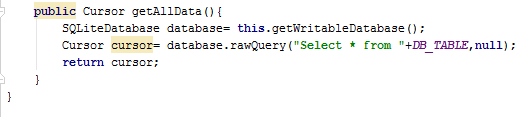 public Cursor getAllData(){
SQLiteDatabase database= this.getWritableDatabase();
Cursor cursor= database.rawQuery("Select * from "+DB_TABLE,null);
return cursor;
}
}